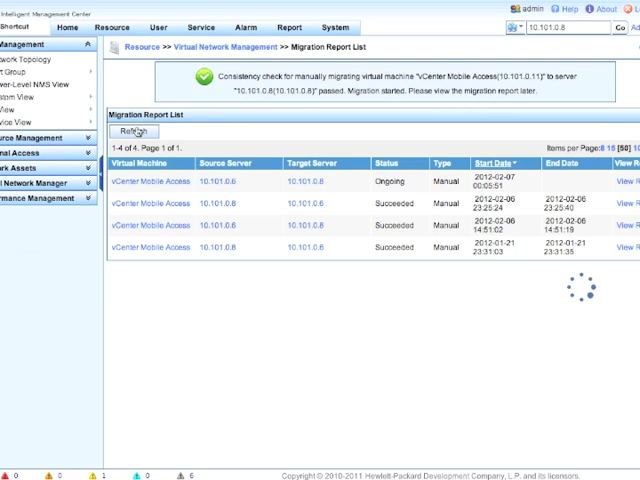 Intelligent Management Center
admin Help About
Shortcut Home Resource User Service Alarm Report System 10.101.0.8 Go
Management
etwork Topology
Group
wer-Level NMS View
stom View
View
vice View
urce Management
nal Access
rk Assets
l Network Manager
rmance Management
Resource >> Virtual Network Management >> Migration Report List
Consistency check for manually migrating virtual machine "vCenter Mobile Access(10.101.0.11)" to server
"10.101.0.8(10.101.0.8)" passed. Migration started. Please view the migration report later.
Migration Report List
Refresh
1-4 of 4. Page 1 of 1. Items per Page:8 15 [50]
Virtual Machine Source Server Target Server Status Type Start Date End Date View R
vCenter Mobile Access 10.101.0.6 10.101.0.8 Ongoing Manual 2012-02-07 00:05:51 View R
vCenter Mobile Access 10.101.0.8 10.101.0.6 Succeeded Manual 2012-02-06 23:25:24 2012-02-06 23:25:40 View R
vCenter Mobile Access 10.101.0.6 10.101.0.8 Succeeded Manual 2012-02-06 14:51:02 2012-02-06 14:51:19 View R
vCenter Mobile Access 10.101.0.8 10.101.0.6 Succeeded Manual 2012-01-21 23:31:03 2012-01-21 23:31:35 View R
0 0 1 0 6 Copyright © 2010-2011 Hewlett-Packard Development Company, L.P. and its licensors.